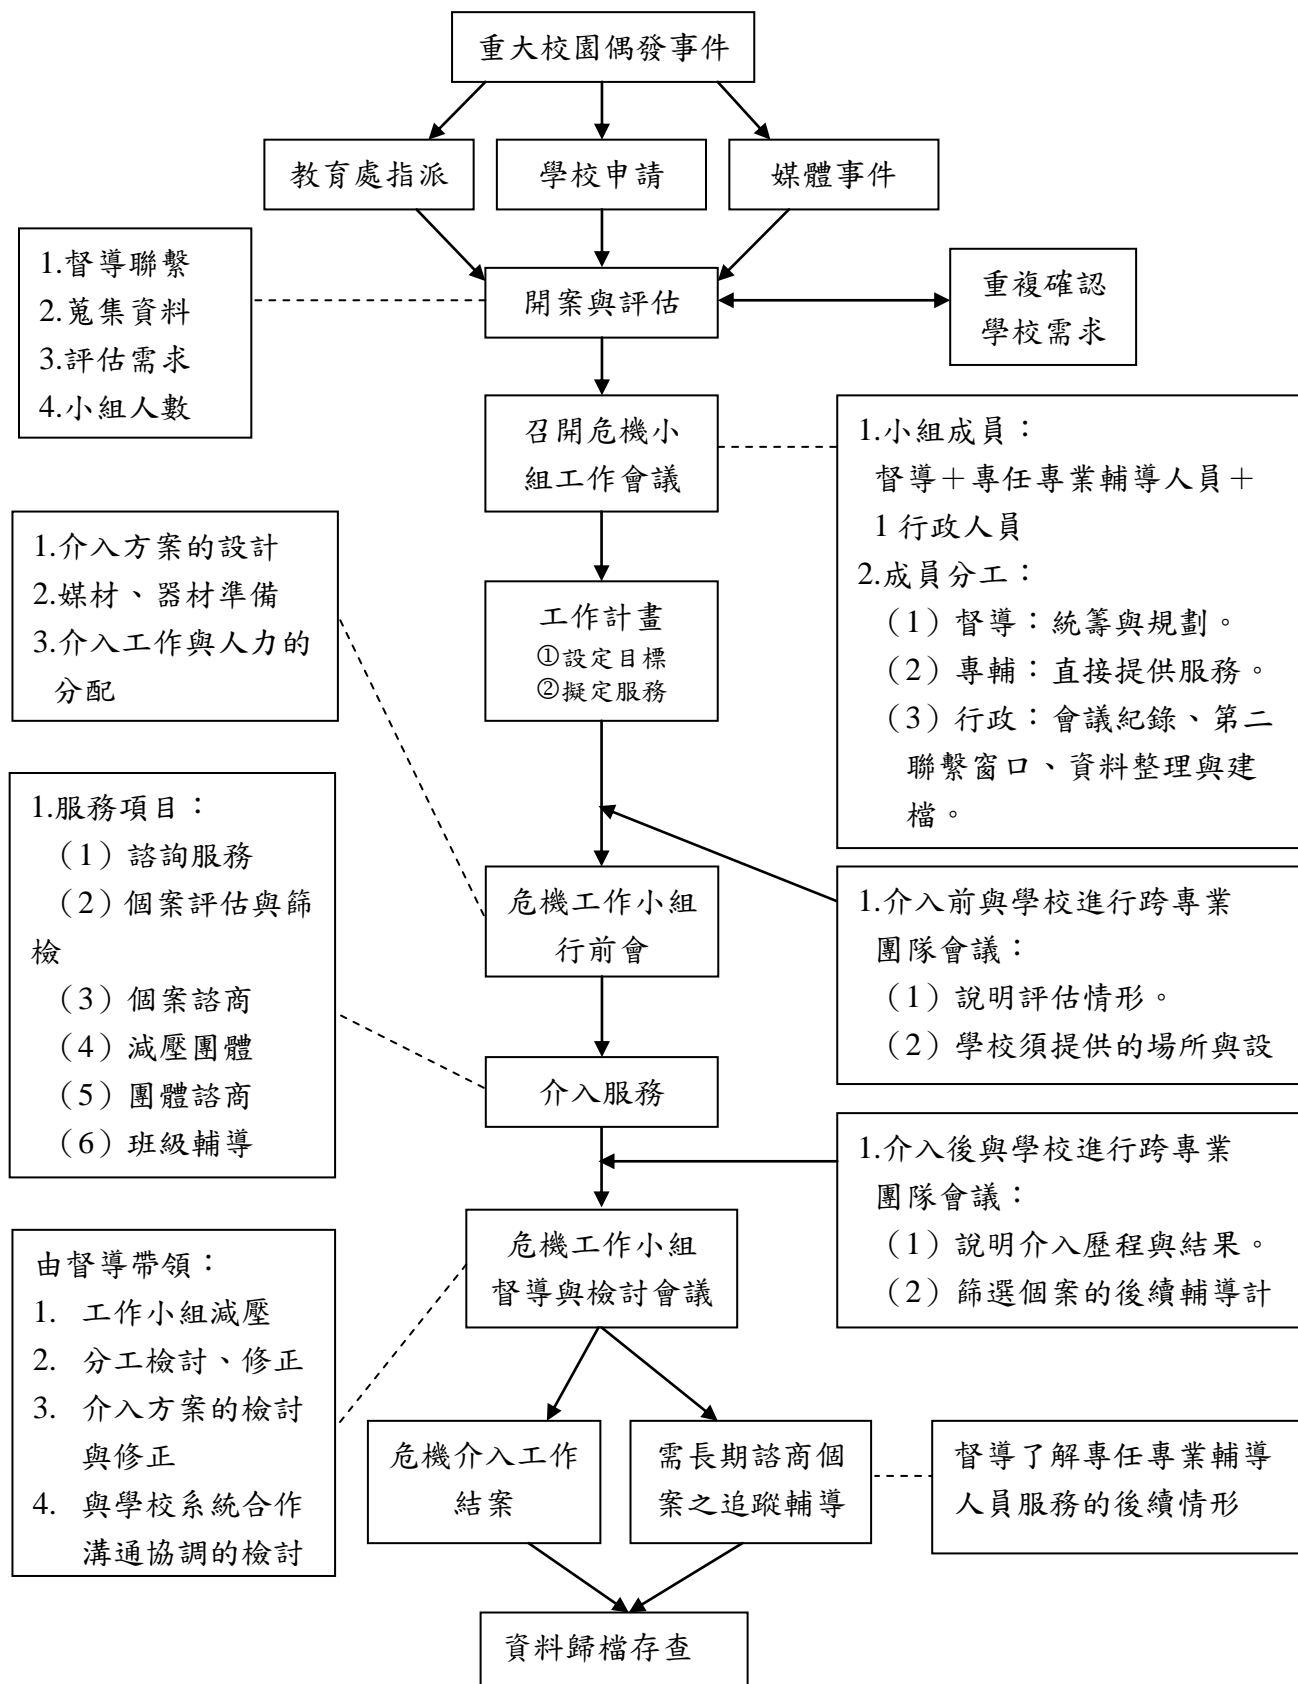 重大校園偶發事件
教育處指派
學校申請
媒體事件
1.督導聯繫
2.蒐集資料
3.評估需求
4.小組人數
開案與評估
重複確認
學校需求
召開危機小
組工作會議
1.小組成員：
督導＋專任專業輔導人員＋
1 行政人員
2.成員分工：
（1）督導：統籌與規劃。
（2）專輔：直接提供服務。
（3）行政：會議紀錄、第二
聯繫窗口、資料整理與建
檔。
1.介入方案的設計
2.媒材、器材準備
3.介入工作與人力的
分配
工作計畫
①設定目標
②擬定服務
1.服務項目：
（1）諮詢服務
（2）個案評估與篩
檢
（3）個案諮商
（4）減壓團體
（5）團體諮商
（6）班級輔導
危機工作小組
行前會
1.介入前與學校進行跨專業
團隊會議：
（1）說明評估情形。
（2）學校須提供的場所與設
介入服務
1.介入後與學校進行跨專業
團隊會議：
（1）說明介入歷程與結果。
（2）篩選個案的後續輔導計
危機工作小組
督導與檢討會議
由督導帶領：
1. 工作小組減壓
2. 分工檢討、修正
3. 介入方案的檢討
與修正
4. 與學校系統合作
溝通協調的檢討
危機介入工作
結案
需長期諮商個
案之追蹤輔導
督導了解專任專業輔導
人員服務的後續情形
資料歸檔存查